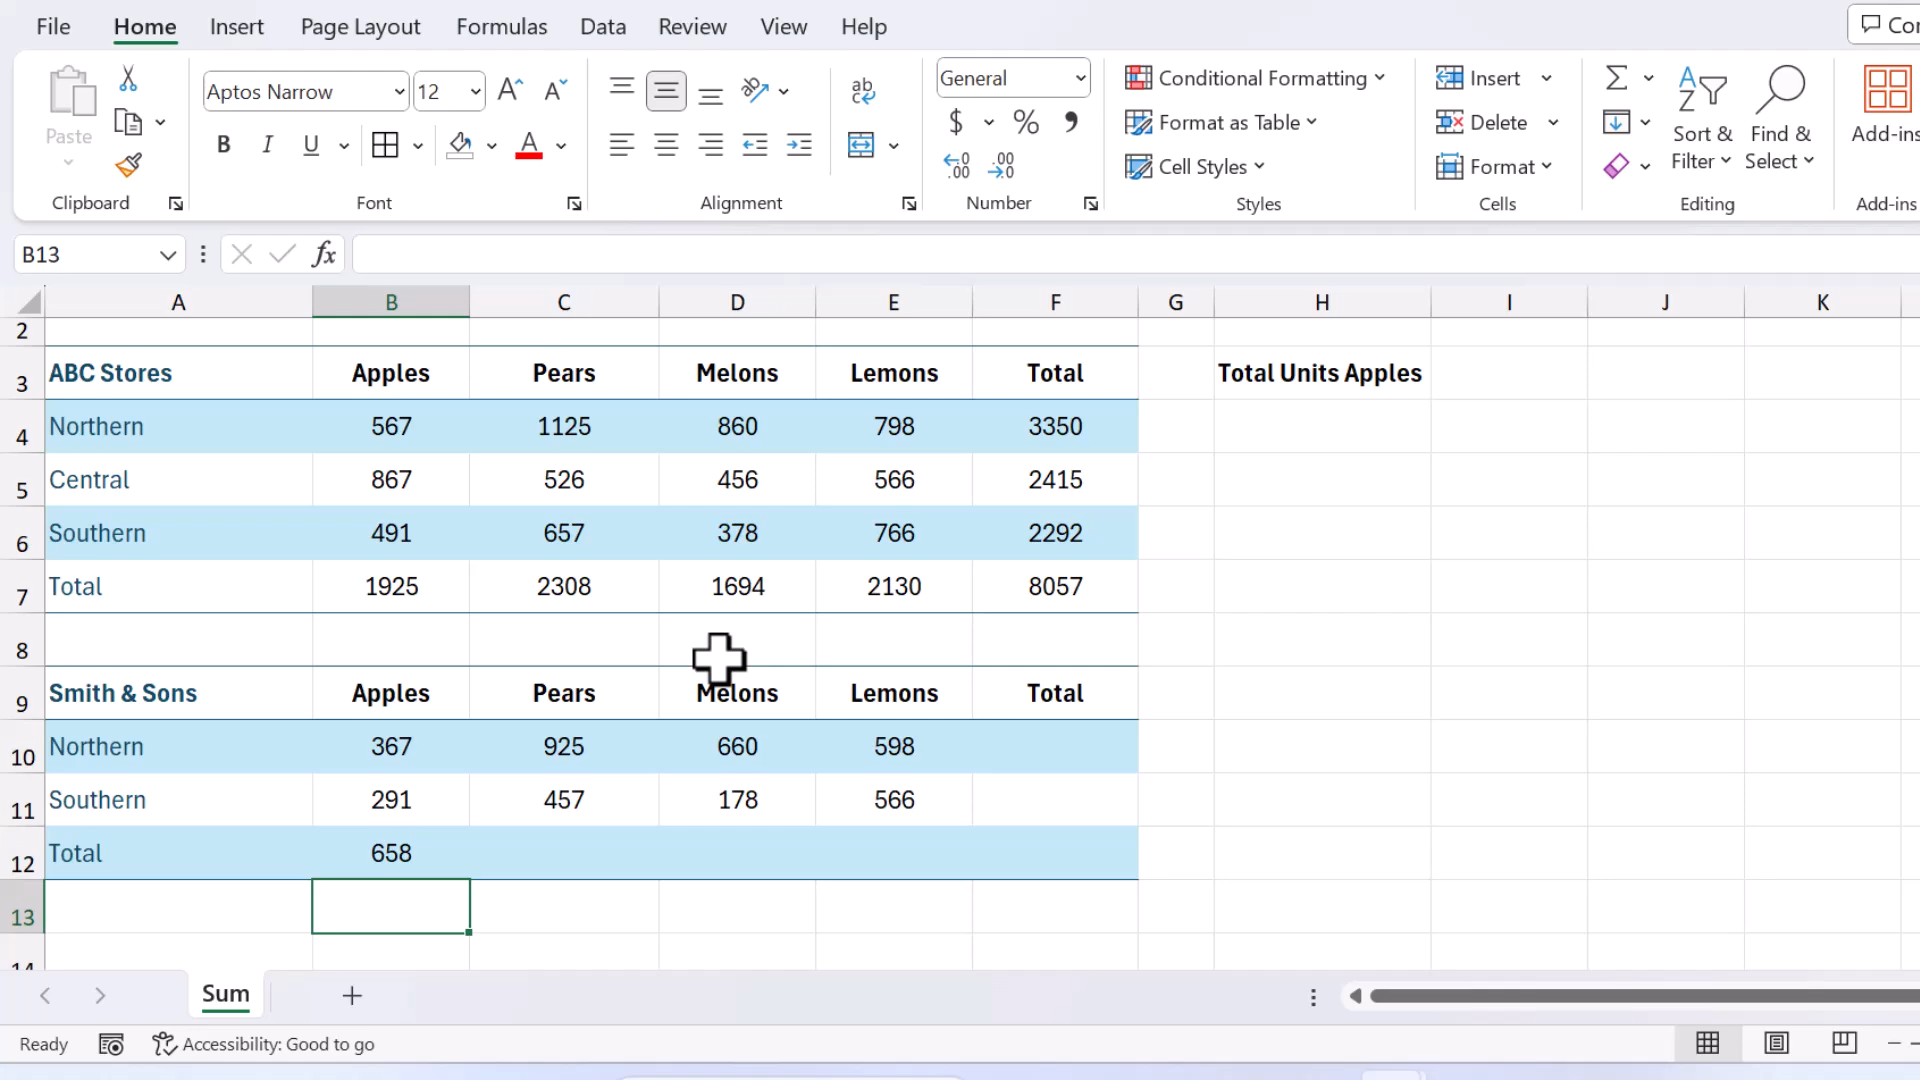 File Home Insert Page Layout Formulas Data Review View Help
Aptos Narrow 12 General Conditional Formatting Insert
Paste Format as Table Delete Sort & Find & Add-ins
B I U A $ % Cell Styles Format Filter Select
Clipboard Font Alignment Number Styles Cells Editing Add-ins
B13 fx
A B C D E F G H I J K
2
3 ABC Stores Apples Pears Melons Lemons Total Total Units Apples
4 Northern 567 1125 860 798 3350
5 Central 867 526 456 566 2415
6 Southern 491 657 378 766 2292
7 Total 1925 2308 1694 2130 8057
8
9 Smith & Sons Apples Pears Melons Lemons Total
10 Northern 367 925 660 598
11 Southern 291 457 178 566
12 Total 658
13
14
Sum
Ready Accessibility: Good to go